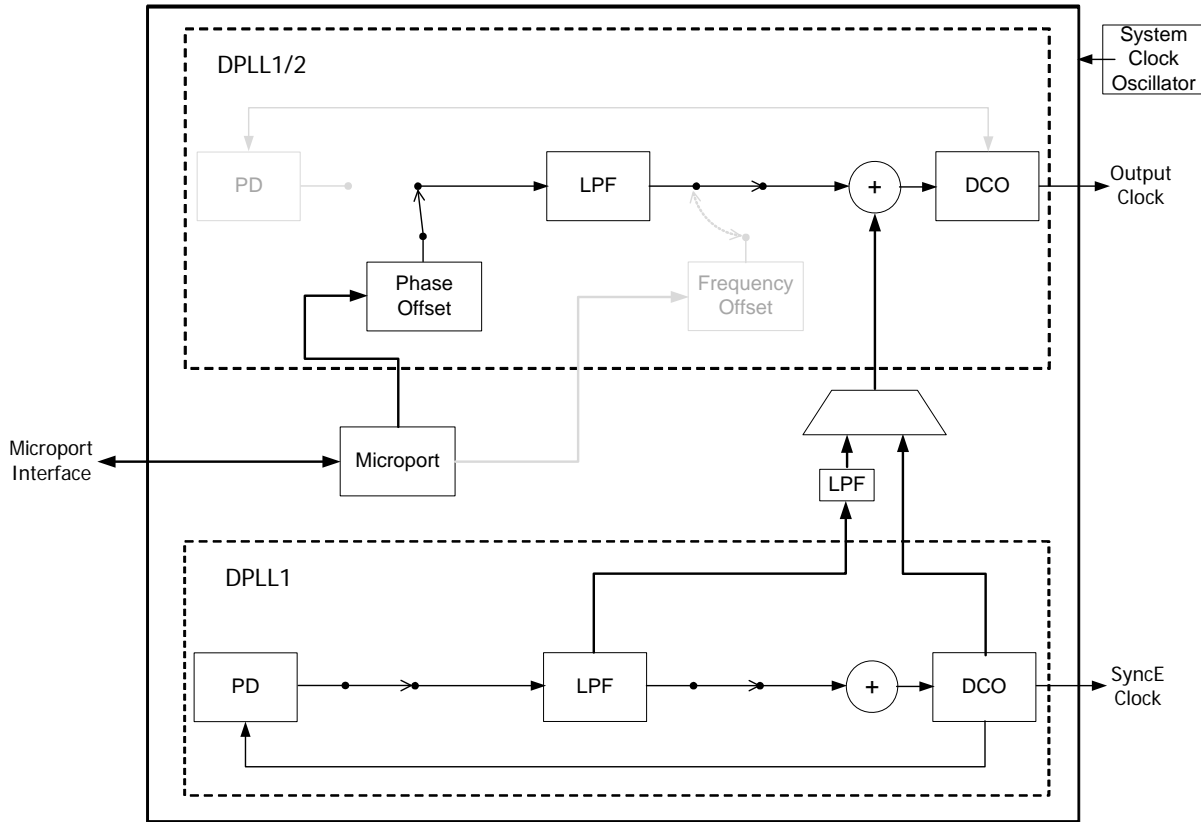 System
Clock
Oscillator
DPLL1/2
PD
LPF
+
DCO
Output
Clock
Phase
Offset
Frequency
Offset
Microport
Interface
Microport
LPF
DPLL1
PD
LPF
+
DCO
SyncE
Clock